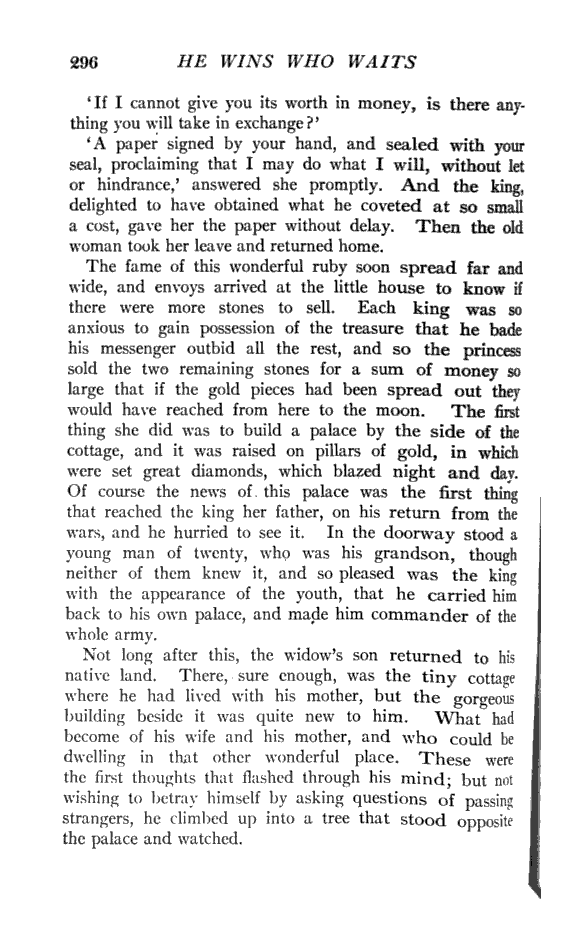 296 HE WINS WHO WAITS
'If I cannot give you its worth in money, is there any-
thing you will take in exchange?'
'A paper signed by your hand, and sealed with your
seal, proclaiming that I may do what I will, without let
or hindrance,' answered she promptly. And the king,
delighted to have obtained what he coveted at so small
a cost, gave her the paper without delay. Then the old
woman took her leave and returned home.
The fame of this wonderful ruby soon spread far and
wide, and envoys arrived at the little house to know if
there were more stones to sell. Each king was so
anxious to gain possession of the treasure that he bade
his messenger outbid all the rest, and so the princess
sold the two remaining stones for a sum of money so
large that if the gold pieces had been spread out they
would have reached from here to the moon. The first
thing she did was to build a palace by the side of the
cottage, and it was raised on pillars of gold, in which
were set great diamonds, which blazed night and day.
Of course the news of this palace was the first thing
that reached the king her father, on his return from the
wars, and he hurried to see it. In the doorway stood a
young man of twenty, who was his grandson, though
neither of them knew it, and so pleased was the king
with the appearance of the youth, that he carried him
back to his own palace, and made him commander of the
whole army.
Not long after this, the widow's son returned to his
native land. There, sure enough, was the tiny cottage
where he had lived with his mother, but the gorgeous
building beside it was quite new to him. What had
become of his wife and his mother, and who could be
dwelling in that other wonderful place. These were
the first thoughts that flashed through his mind; but not
wishing to betray himself by asking questions of passing
strangers, he climbed up into a tree that stood opposite
the palace and watched.